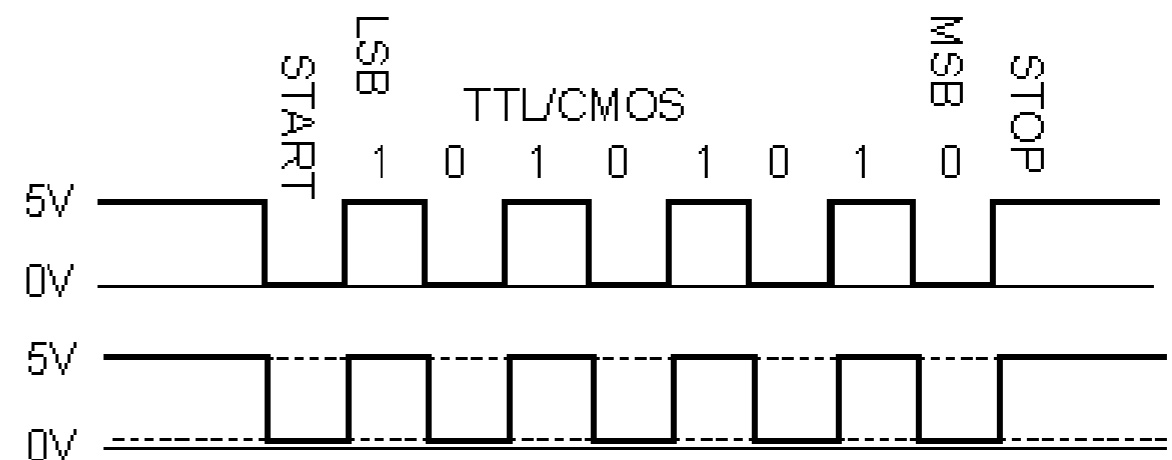 START LSB MSB STOP
TTL/CMOS
1 0 1 0 1 0 1 0
5V
0V
5V
0V